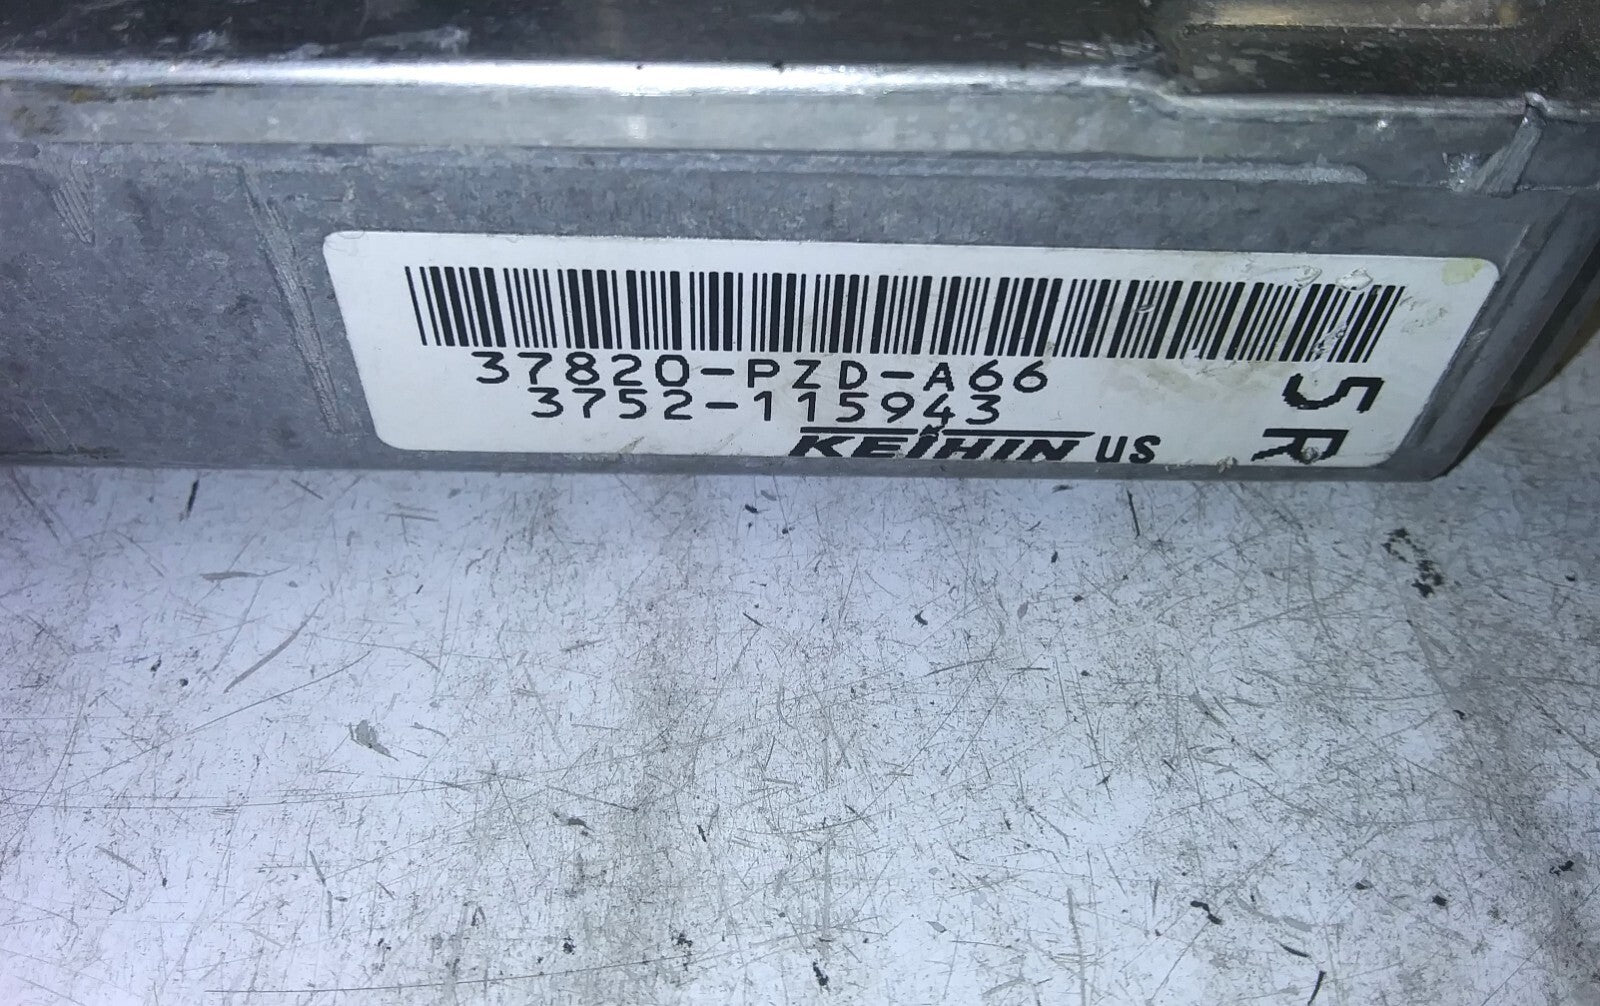 37820-PZD-A66
3752-115943
KEIHIN US
5R